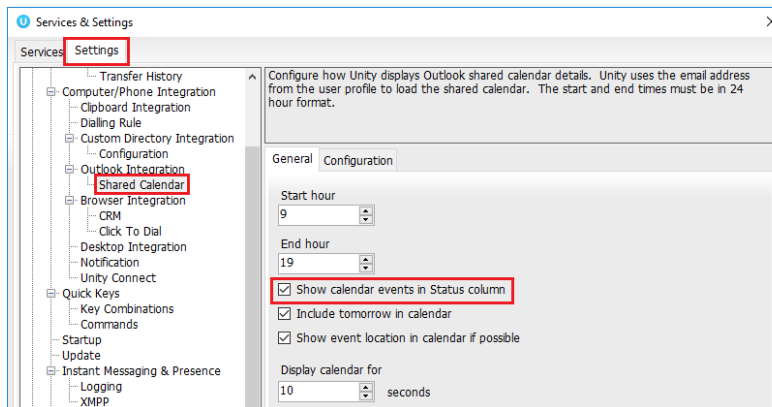 Services & Settings
Services
Settings
Transfer History
Computer/Phone Integration
Clipboard Integration
Dialling Rule
Custom Directory Integration
Configuration
Outlook Integration
Shared Calendar
Browser Integration
CRM
Click To Dial
Desktop Integration
Notification
Unity Connect
Quick Keys
Key Combinations
Commands
Startup
Update
Instant Messaging & Presence
Logging
XMPP
Configure how Unity displays Outlook shared calendar details. Unity uses the email address
from the user profile to load the shared calendar. The start and end times must be in 24
hour format.
General
Configuration
Start hour
9
End hour
19
Show calendar events in Status column
Include tomorrow in calendar
Show event location in calendar if possible
Display calendar for
10 seconds